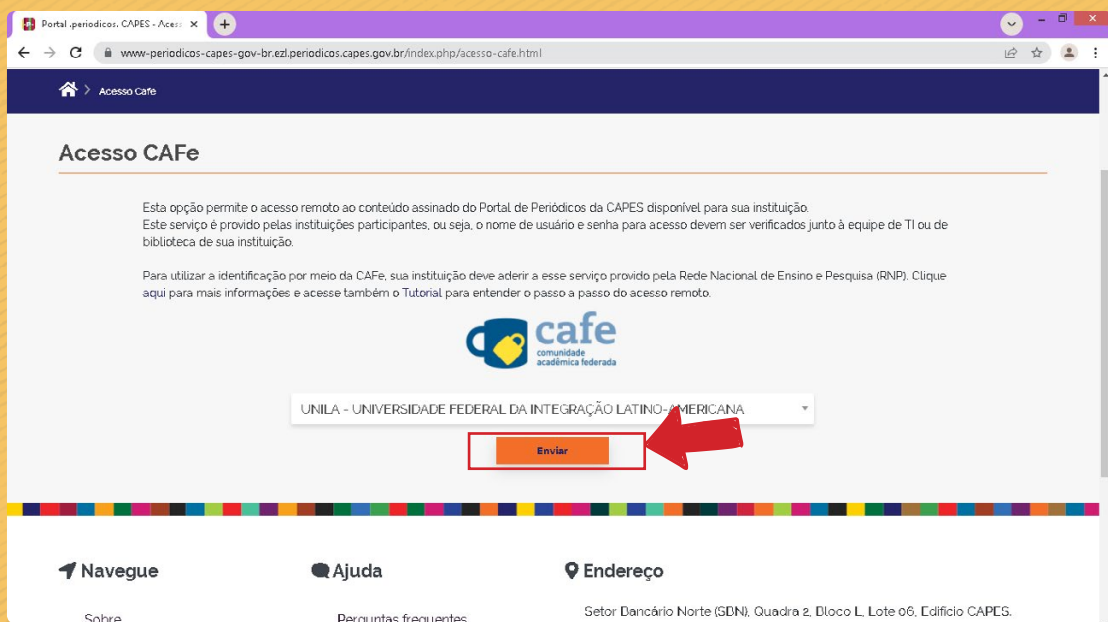 Portal .periodicos. CAPES - Acess
www-periodicos-capes-gov-br.ezl.periodicos.capes.gov.br/index.php/acesso-cafe.html
Acesso Cafe
Acesso CAFe
Esta opção permite o acesso remoto ao conteúdo assinado do Portal de Periódicos da CAPES disponível para sua instituição.
Este serviço é provido pelas instituições participantes, ou seja, o nome de usuário e senha para acesso devem ser verificados junto à equipe de TI ou de
biblioteca de sua instituição.
Para utilizar a identificação por meio da CAFe, sua instituição deve aderir a esse serviço provido pela Rede Nacional de Ensino e Pesquisa (RNP). Clique
aqui para mais informações e acesse também o Tutorial para entender o passo a passo do acesso remoto.
cafe
comunidade
acadêmica federada
UNILA - UNIVERSIDADE FEDERAL DA INTEGRAÇÃO LATINO-AMERICANA
Enviar
Navegue
Ajuda
Endereço
Sobre
Perguntas frequentes
Setor Bancário Norte (SBN), Quadra 2, Bloco L, Lote 06, Edifício CAPES.